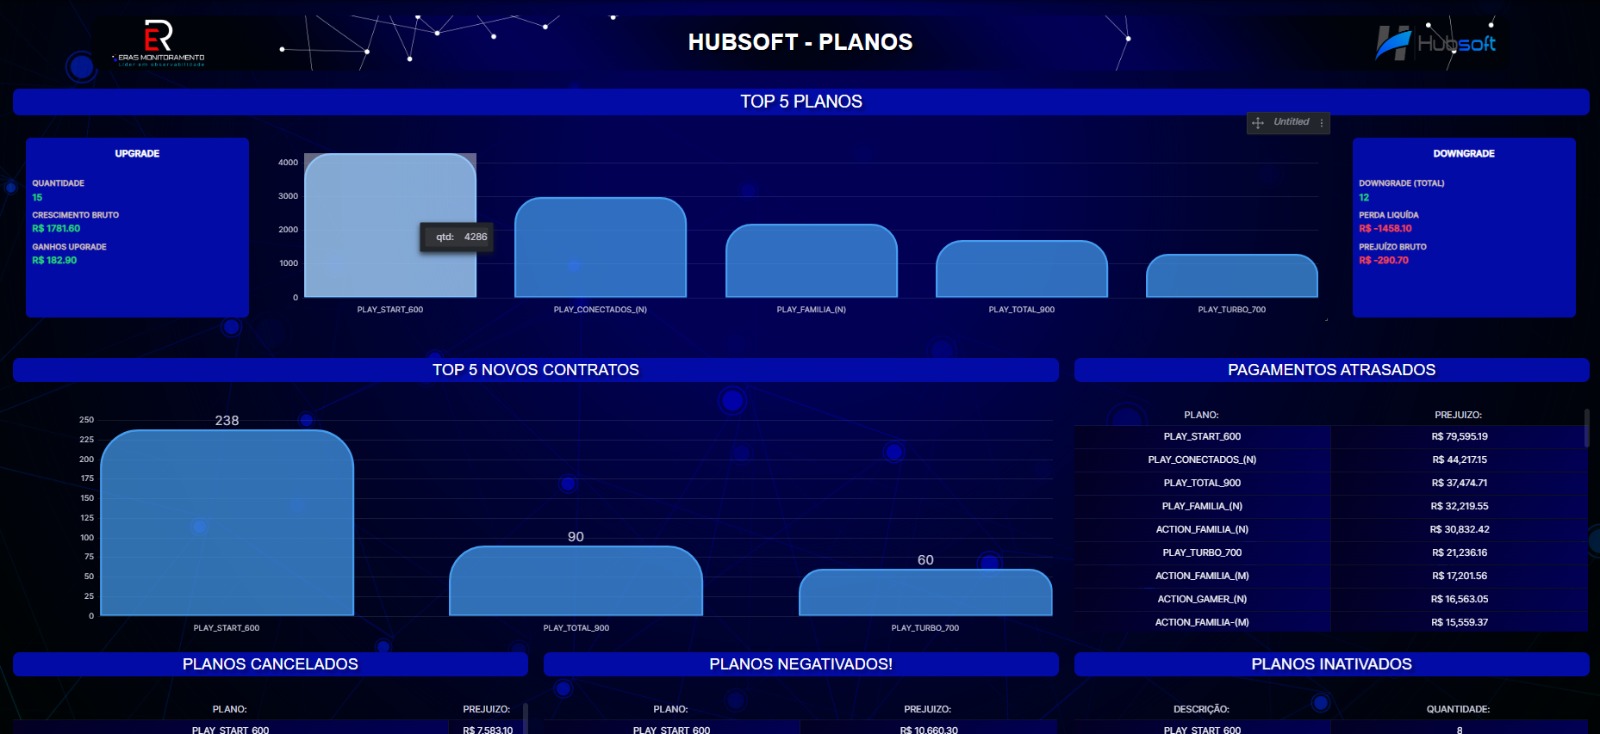 ER
ERAS MONITORAMENTO
Líder em observabilidade
HUBSOFT - PLANOS
Hubsoft
TOP 5 PLANOS
Untitled
UPGRADE
QUANTIDADE
15
CRESCIMENTO BRUTO
R$ 1781.60
GANHOS UPGRADE
R$ 182.90
4000
3000
2000
1000
0
qtd: 4286
PLAY_START_600 PLAY_CONECTADOS_(N) PLAY_FAMILIA_(N) PLAY_TOTAL_900 PLAY_TURBO_700
DOWNGRADE
DOWNGRADE (TOTAL)
12
PERDA LIQUÍDA
R$ -1458.10
PREJUÍZO BRUTO
R$ -290.70
TOP 5 NOVOS CONTRATOS
250
225
200
175
150
125
100
75
50
25
0
238
90
60
PLAY_START_600 PLAY_TOTAL_900 PLAY_TURBO_700
PAGAMENTOS ATRASADOS
PLANO: PREJUIZO:
PLAY_START_600 R$ 79,595.19
PLAY_CONECTADOS_(N) R$ 44,217.15
PLAY_TOTAL_900 R$ 37,474.71
PLAY_FAMILIA_(N) R$ 32,219.55
ACTION_FAMILIA_(N) R$ 30,832.42
PLAY_TURBO_700 R$ 21,236.16
ACTION_FAMILIA_(M) R$ 17,201.56
ACTION_GAMER_(N) R$ 16,563.05
ACTION_FAMILIA-(M) R$ 15,559.37
PLANOS CANCELADOS
PLANO: PREJUIZO:
PLAY_START_600 R$ 7,583.10
PLANOS NEGATIVADOS!
PLANO: PREJUIZO:
PLAY_START_600 R$ 10,660.30
PLANOS INATIVADOS
DESCRIÇÃO: QUANTIDADE:
PLAY_START_600 8